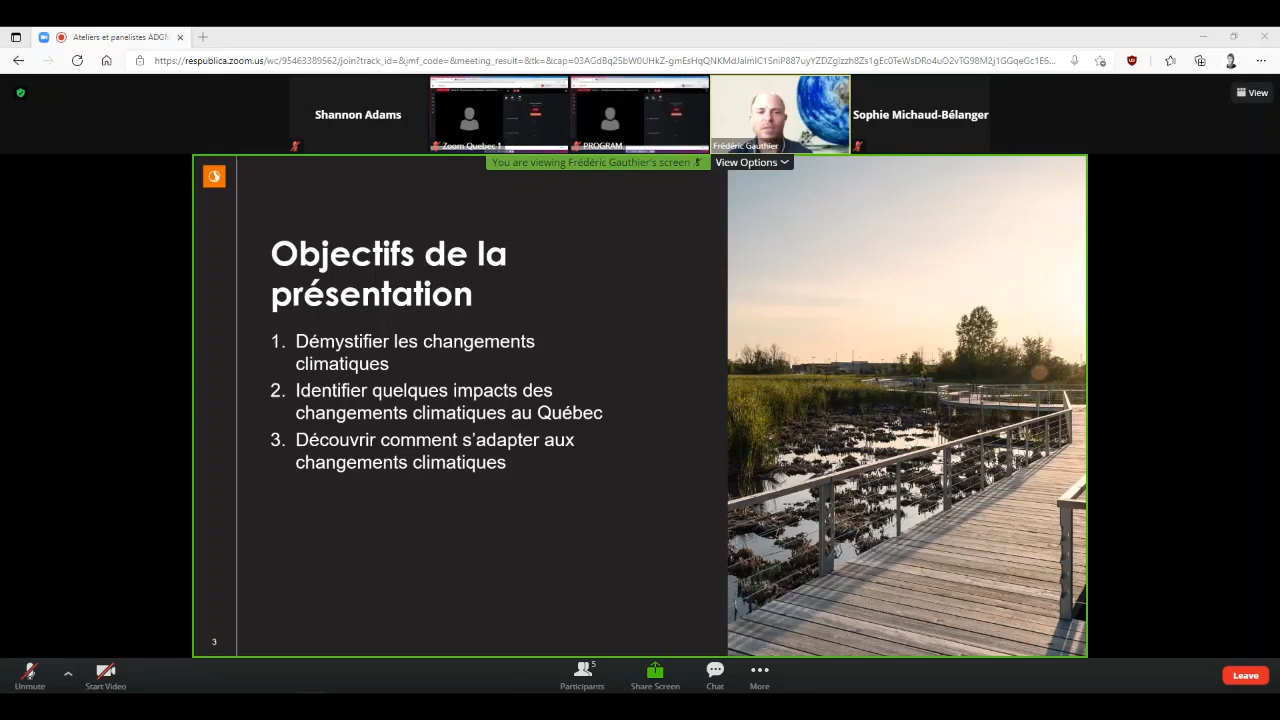 Ateliers et panelistes ADGM
https://respublica.zoom.us/wc/95463389562/join?track_id=&jmf_code=&meeting_result=&tk=&cap=03AGdBq25bW0UHkZ-gmEsHqQNKMdJaImIC1SniP887uyYZDZgizzh8Zs1gEc0TeWsDRo4uO2vTG98M2j1GGqeGc1E6...
View
Shannon Adams
Zoom Quebec 1
PROGRAM
Frédéric Gauthier
Sophie Michaud-Bélanger
You are viewing Frédéric Gauthier's screen
View Options
Objectifs de la
présentation
1. Démystifier les changements
climatiques
2. Identifier quelques impacts des
changements climatiques au Québec
3. Découvrir comment s’adapter aux
changements climatiques
3
Unmute
Start Video
Participants
5
Share Screen
Chat
More
Leave